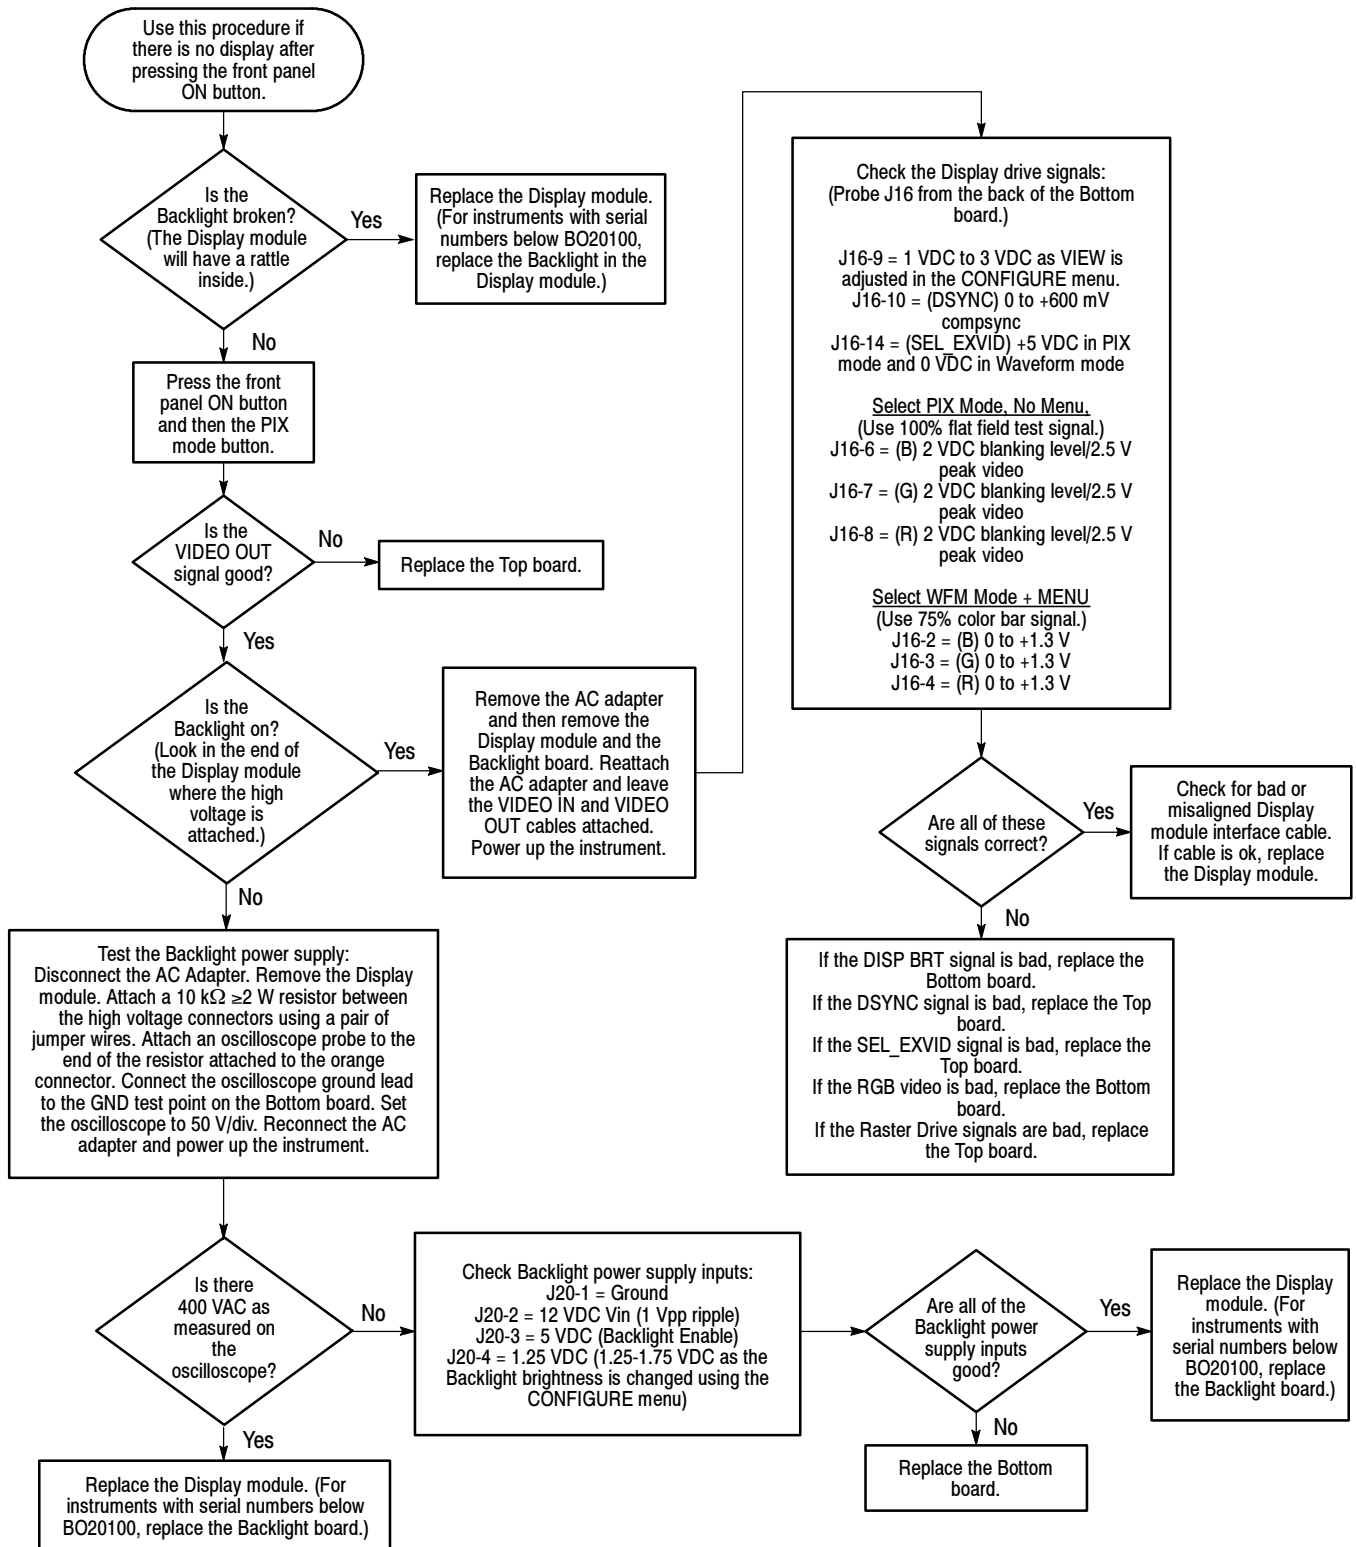 Use this procedure if
there is no display after
pressing the front panel
ON button.
Is the
Backlight broken?
(The Display module
will have a rattle
inside.)
Yes
Replace the Display module.
(For instruments with serial
numbers below BO20100,
replace the Backlight in the
Display module.)
No
Press the front
panel ON button
and then the PIX
mode button.
Is the
VIDEO OUT
signal good?
No
Replace the Top board.
Yes
Is the
Backlight on?
(Look in the end of
the Display module
where the high
voltage is
attached.)
Yes
Remove the AC adapter
and then remove the
Display module and the
Backlight board. Reattach
the AC adapter and leave
the VIDEO IN and VIDEO
OUT cables attached.
Power up the instrument.
Check the Display drive signals:
(Probe J16 from the back of the Bottom
board.)
J16-9 = 1 VDC to 3 VDC as VIEW is
adjusted in the CONFIGURE menu.
J16-10 = (DSYNC) 0 to +600 mV
compsync
J16-14 = (SEL_EXVID) +5 VDC in PIX
mode and 0 VDC in Waveform mode
Select PIX Mode, No Menu,
(Use 100% flat field test signal.)
J16-6 = (B) 2 VDC blanking level/2.5 V
peak video
J16-7 = (G) 2 VDC blanking level/2.5 V
peak video
J16-8 = (R) 2 VDC blanking level/2.5 V
peak video
Select WFM Mode + MENU
(Use 75% color bar signal.)
J16-2 = (B) 0 to +1.3 V
J16-3 = (G) 0 to +1.3 V
J16-4 = (R) 0 to +1.3 V
Are all of these
signals correct?
Yes
Check for bad or
misaligned Display
module interface cable.
If cable is ok, replace
the Display module.
No
If the DISP BRT signal is bad, replace the
Bottom board.
If the DSYNC signal is bad, replace the Top
board.
If the SEL_EXVID signal is bad, replace the
Top board.
If the RGB video is bad, replace the Bottom
board.
If the Raster Drive signals are bad, replace
the Top board.
No
Test the Backlight power supply:
Disconnect the AC Adapter. Remove the Display
module. Attach a 10 kΩ ≥2 W resistor between
the high voltage connectors using a pair of
jumper wires. Attach an oscilloscope probe to the
end of the resistor attached to the orange
connector. Connect the oscilloscope ground lead
to the GND test point on the Bottom board. Set
the oscilloscope to 50 V/div. Reconnect the AC
adapter and power up the instrument.
Is there
400 VAC as
measured on
the
oscilloscope?
No
Check Backlight power supply inputs:
J20-1 = Ground
J20-2 = 12 VDC Vin (1 Vpp ripple)
J20-3 = 5 VDC (Backlight Enable)
J20-4 = 1.25 VDC (1.25-1.75 VDC as the
Backlight brightness is changed using the
CONFIGURE menu)
Are all of the
Backlight power
supply inputs
good?
Yes
Replace the Display
module. (For
instruments with
serial numbers below
BO20100, replace
the Backlight board.)
No
Replace the Bottom
board.
Yes
Replace the Display module. (For
instruments with serial numbers below
BO20100, replace the Backlight board.)